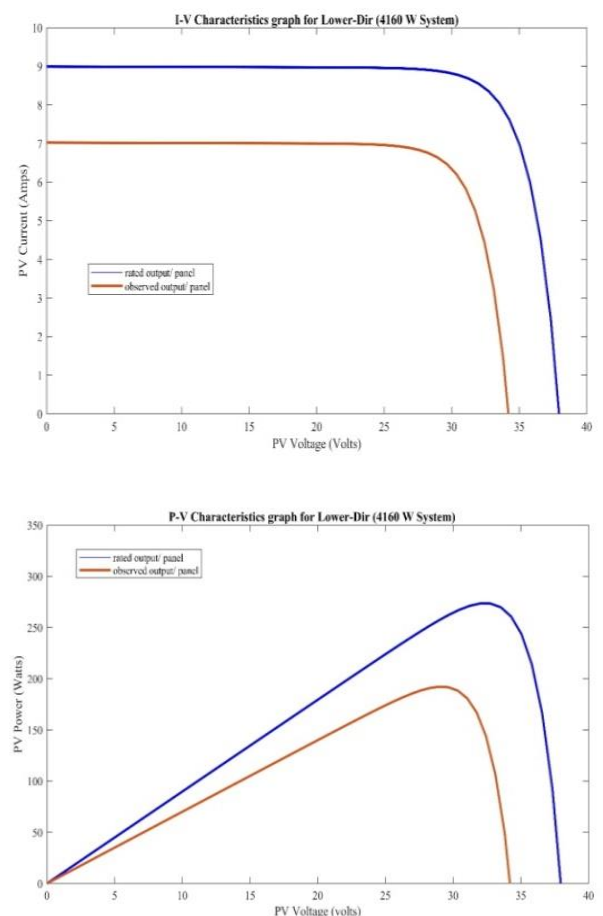 I-V Characteristics graph for Lower-Dir (4160 W System)
10
9
8
7
6
5
4
3
2
1
0
PV Current (Amps)
rated output/ panel
observed output/ panel
0 5 10 15 20 25 30 35 40
PV Voltage (Volts)
P-V Characteristics graph for Lower-Dir (4160 W System)
350
300
250
200
150
100
50
0
PV Power (Watts)
rated output/ panel
observed output/ panel
0 5 10 15 20 25 30 35 40
PV Voltage (volts)